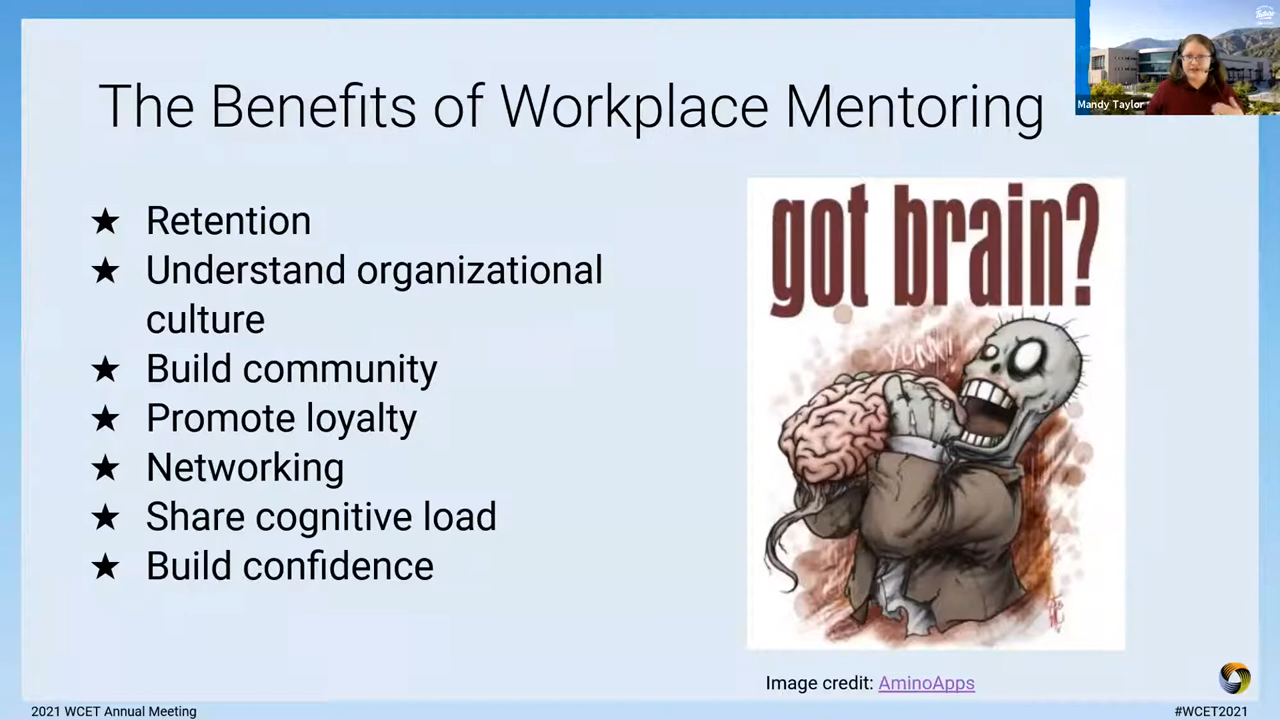 The Benefits of Workplace Mentoring
Mandy Taylor
★ Retention
★ Understand organizational
culture
★ Build community
★ Promote loyalty
★ Networking
★ Share cognitive load
★ Build confidence
got brain?
YUM!
Image credit: AminoApps
2021 WCET Annual Meeting
#WCET2021